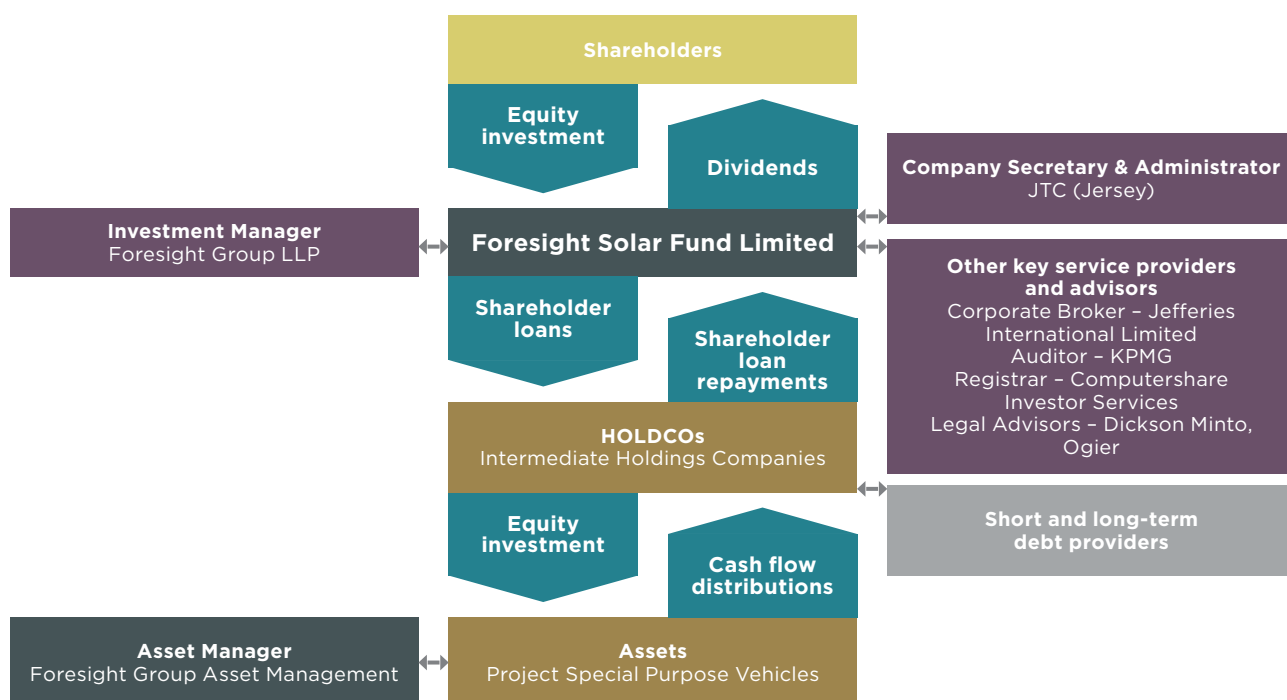 Shareholders
Equity
investment
Dividends
Company Secretary & Administrator
JTC (Jersey)
Investment Manager
Foresight Group LLP
Foresight Solar Fund Limited
Other key service providers
and advisors
Corporate Broker – Jefferies
International Limited
Auditor – KPMG
Registrar – Computershare
Investor Services
Legal Advisors – Dickson Minto,
Ogier
Shareholder
loans
Shareholder
loan
repayments
HOLDCOs
Intermediate Holdings Companies
Short and long-term
debt providers
Equity
investment
Cash flow
distributions
Asset Manager
Foresight Group Asset Management
Assets
Project Special Purpose Vehicles